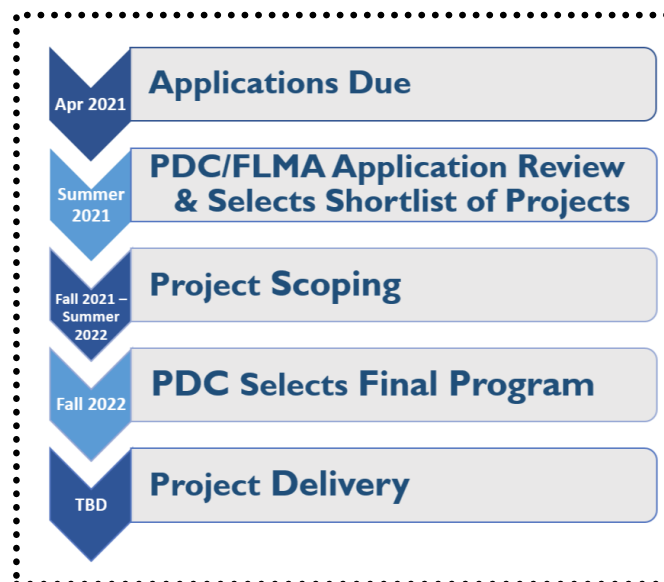 Apr 2021
Applications Due
Summer
2021
PDC/FLMA Application Review
& Selects Shortlist of Projects
Fall 2021 –
Summer
2022
Project Scoping
Fall 2022
PDC Selects Final Program
TBD
Project Delivery